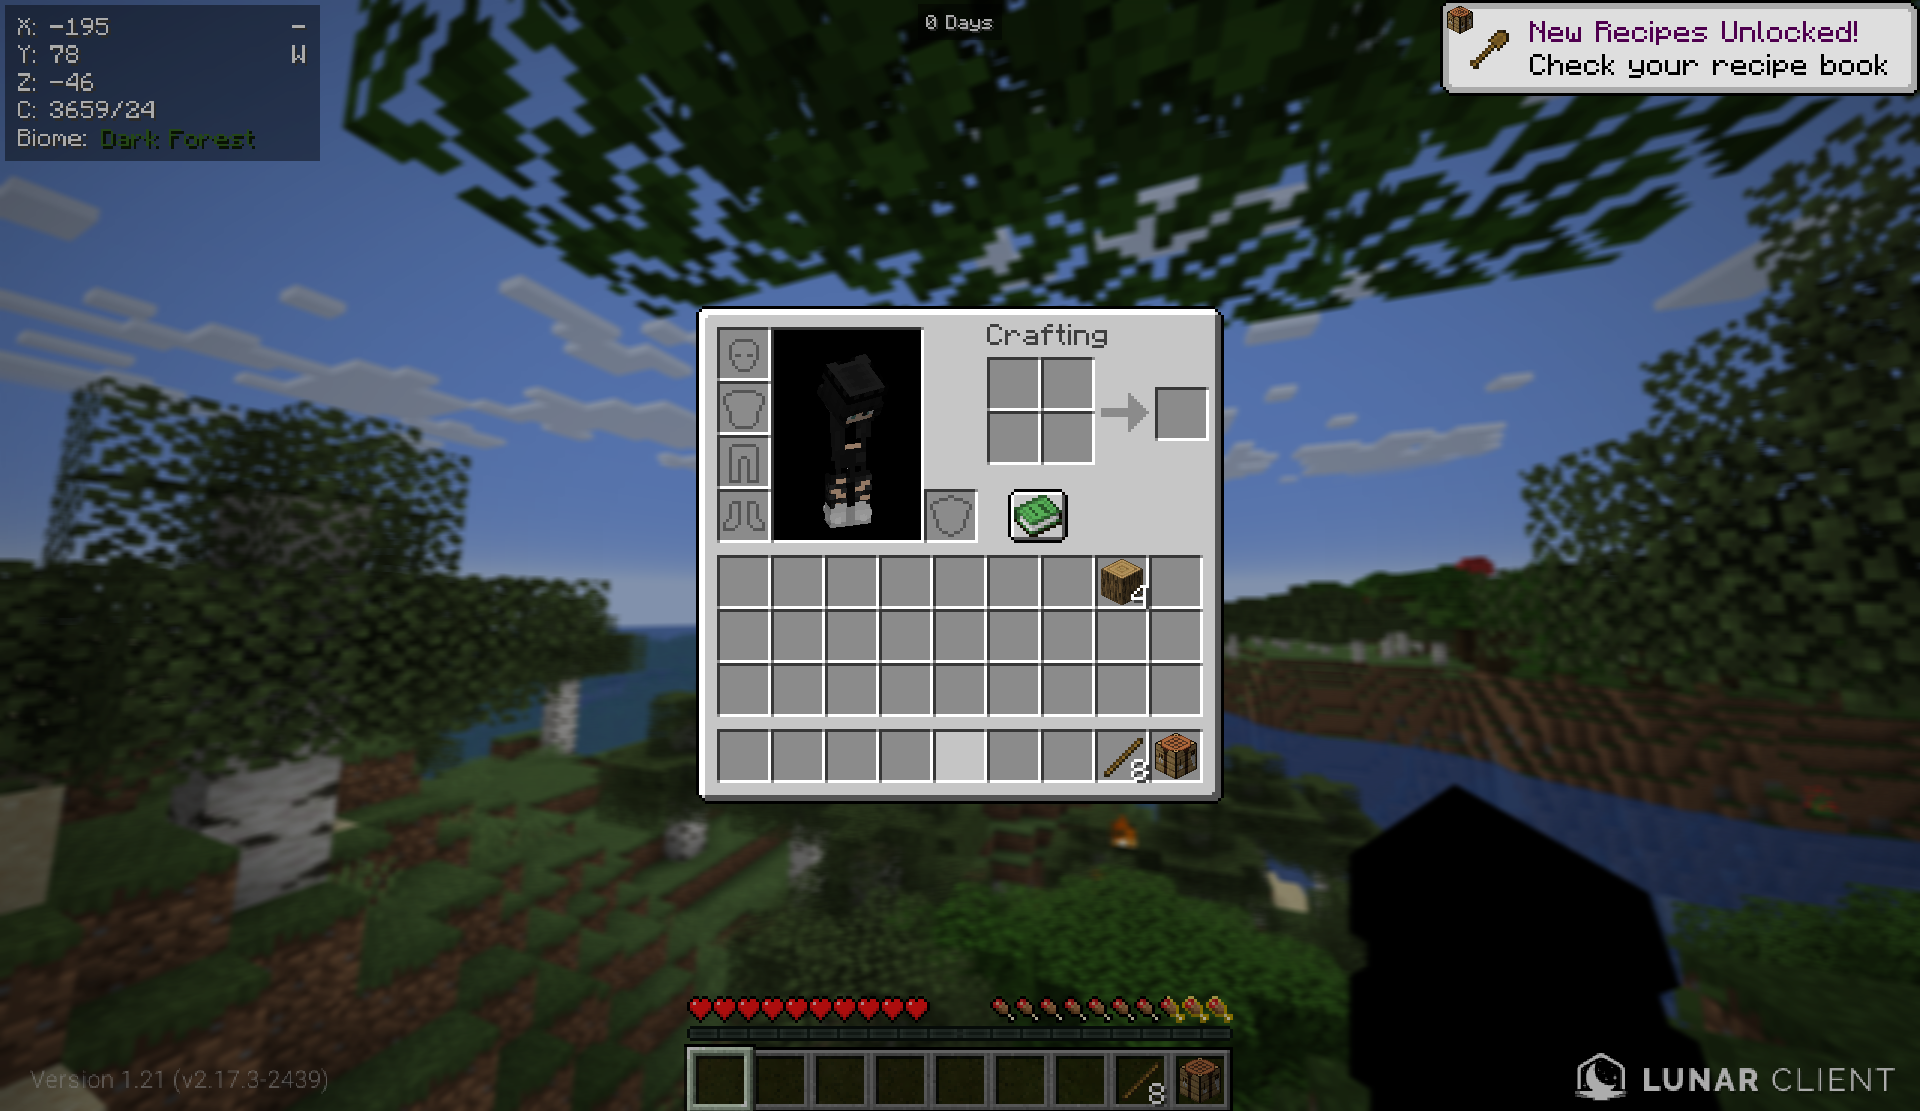 X: -195 -
Y: 78 W
Z: -46
C: 3659/24
Biome: Dark Forest
0 Days
New Recipes Unlocked!
Check your recipe book
Crafting
4
8
8
Version 1.21 (v2.17.3-2439)
LUNAR CLIENT